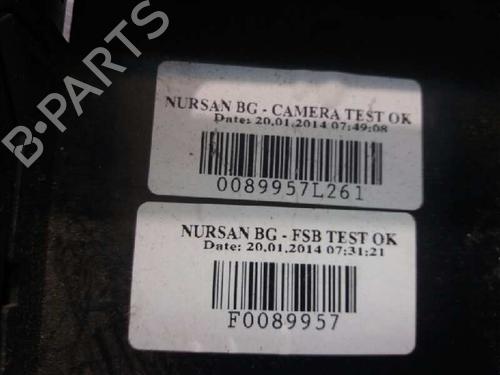 NURSAN BG - CAMERA TEST OK
Date: 20.01.2014 07:49:08
0089957L261
NURSAN BG - FSB TEST OK
Date: 20.01.2014 07:31:21
F0089957
B-PARTS